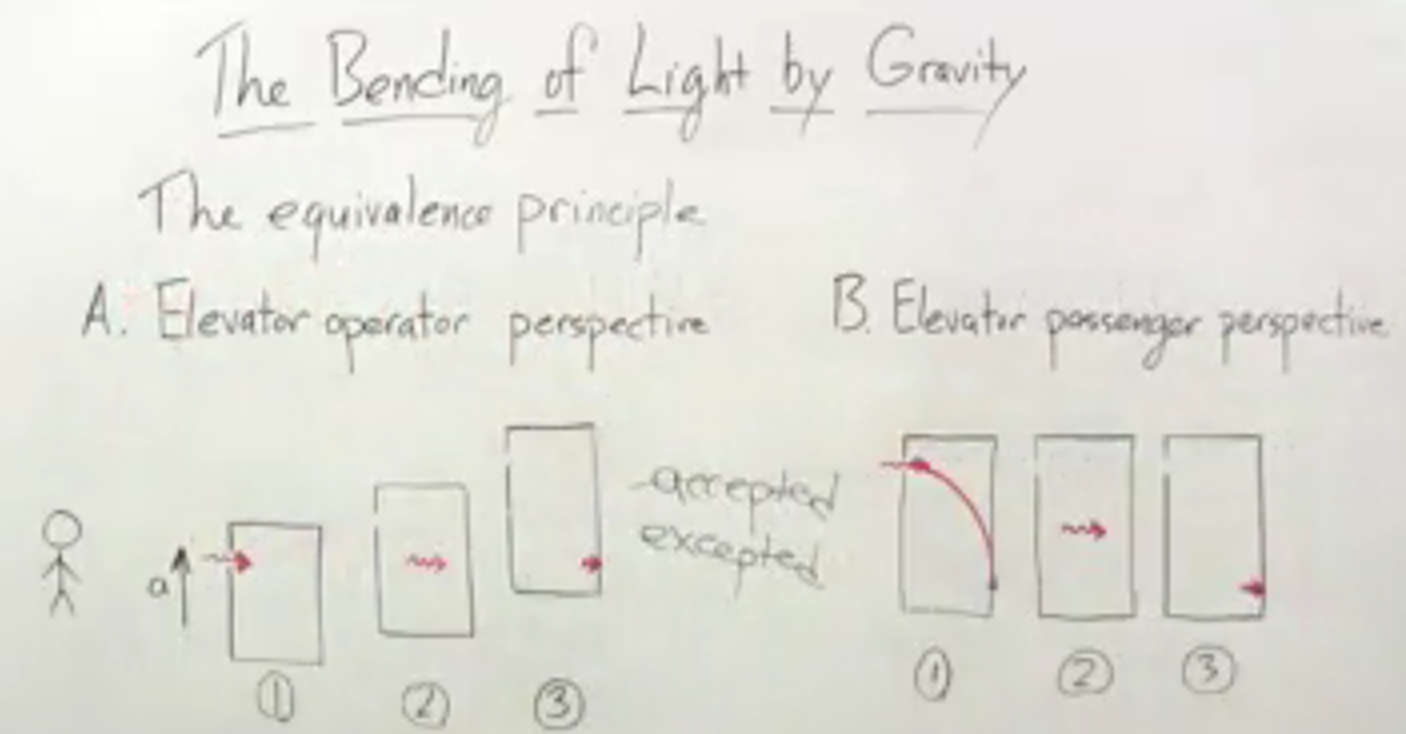 The Bending of Light by Gravity
The equivalence principle
A. Elevator operator perspective
B. Elevator passenger perspective
accepted
excepted
a
① ② ③
① ② ③